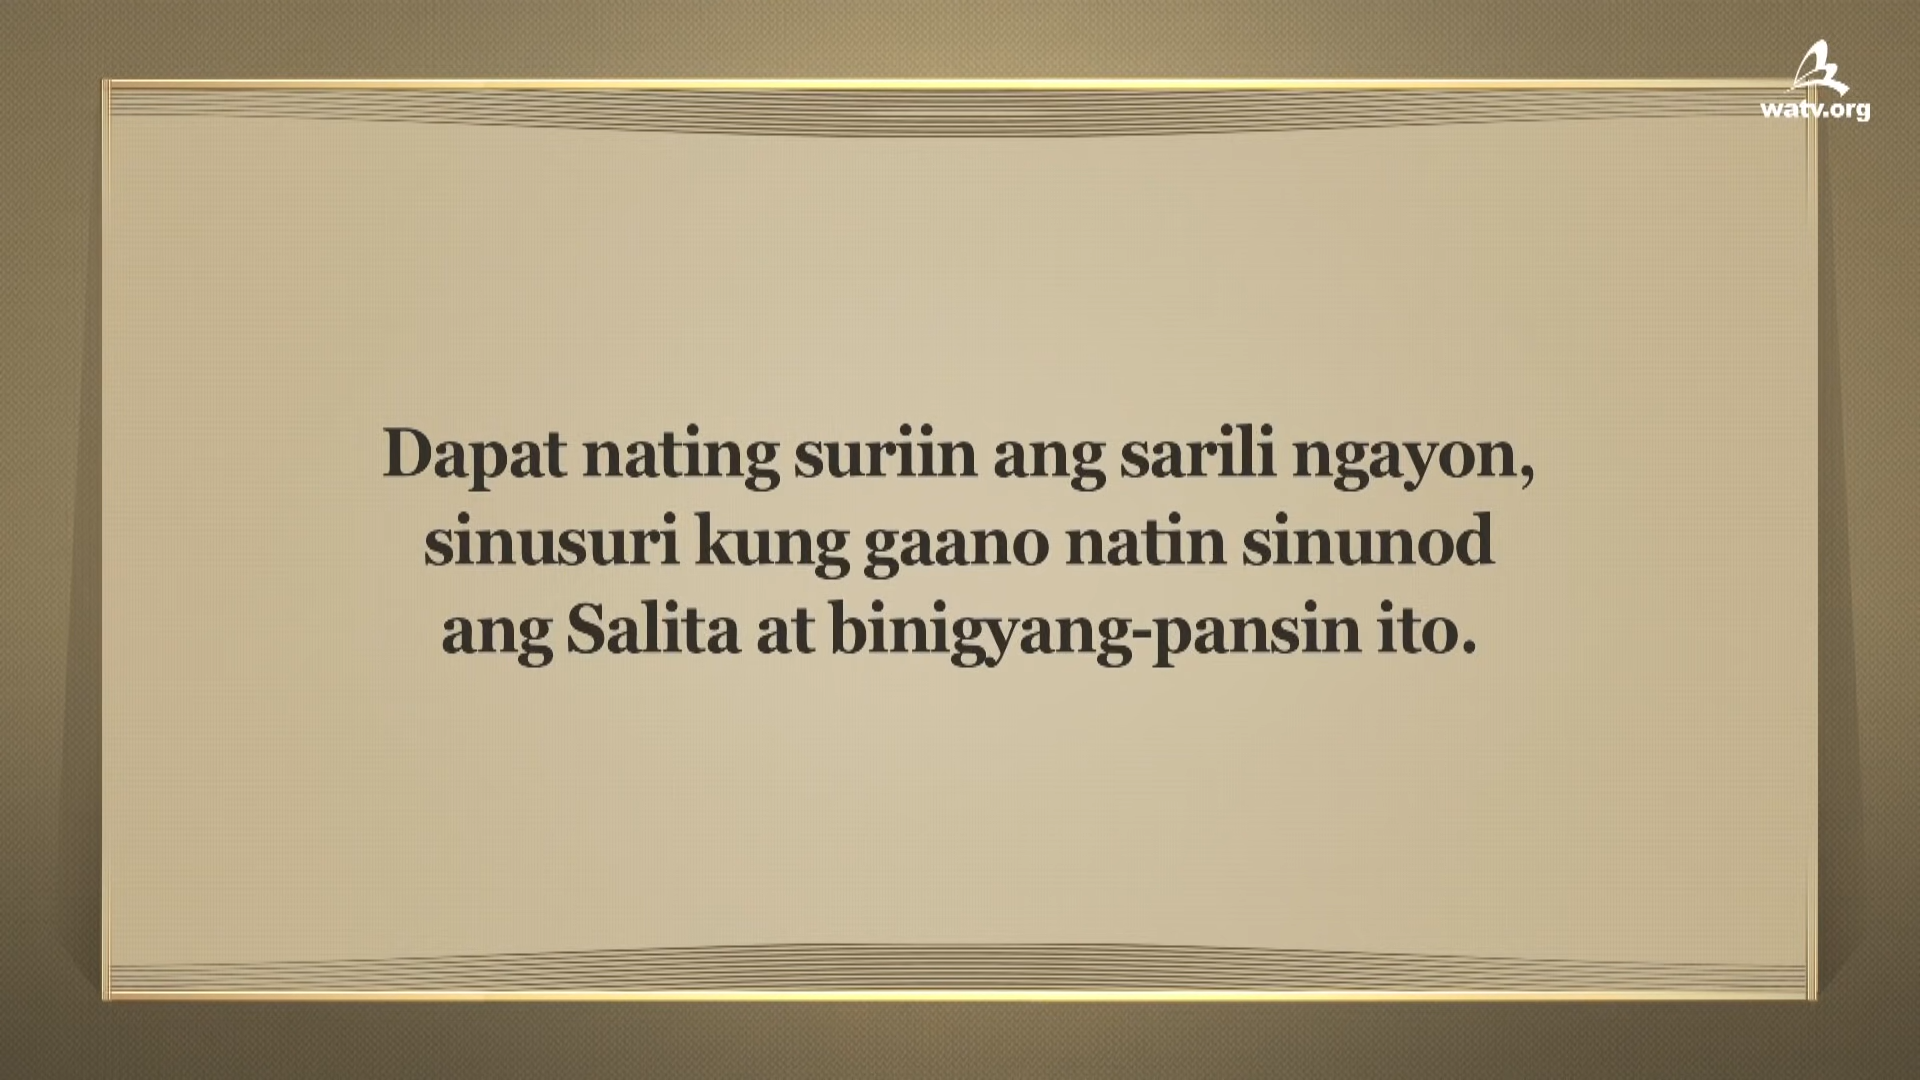 watv.org
Dapat nating suriin ang sarili ngayon,
sinusuri kung gaano natin sinunod
ang Salita at binigyang-pansin ito.